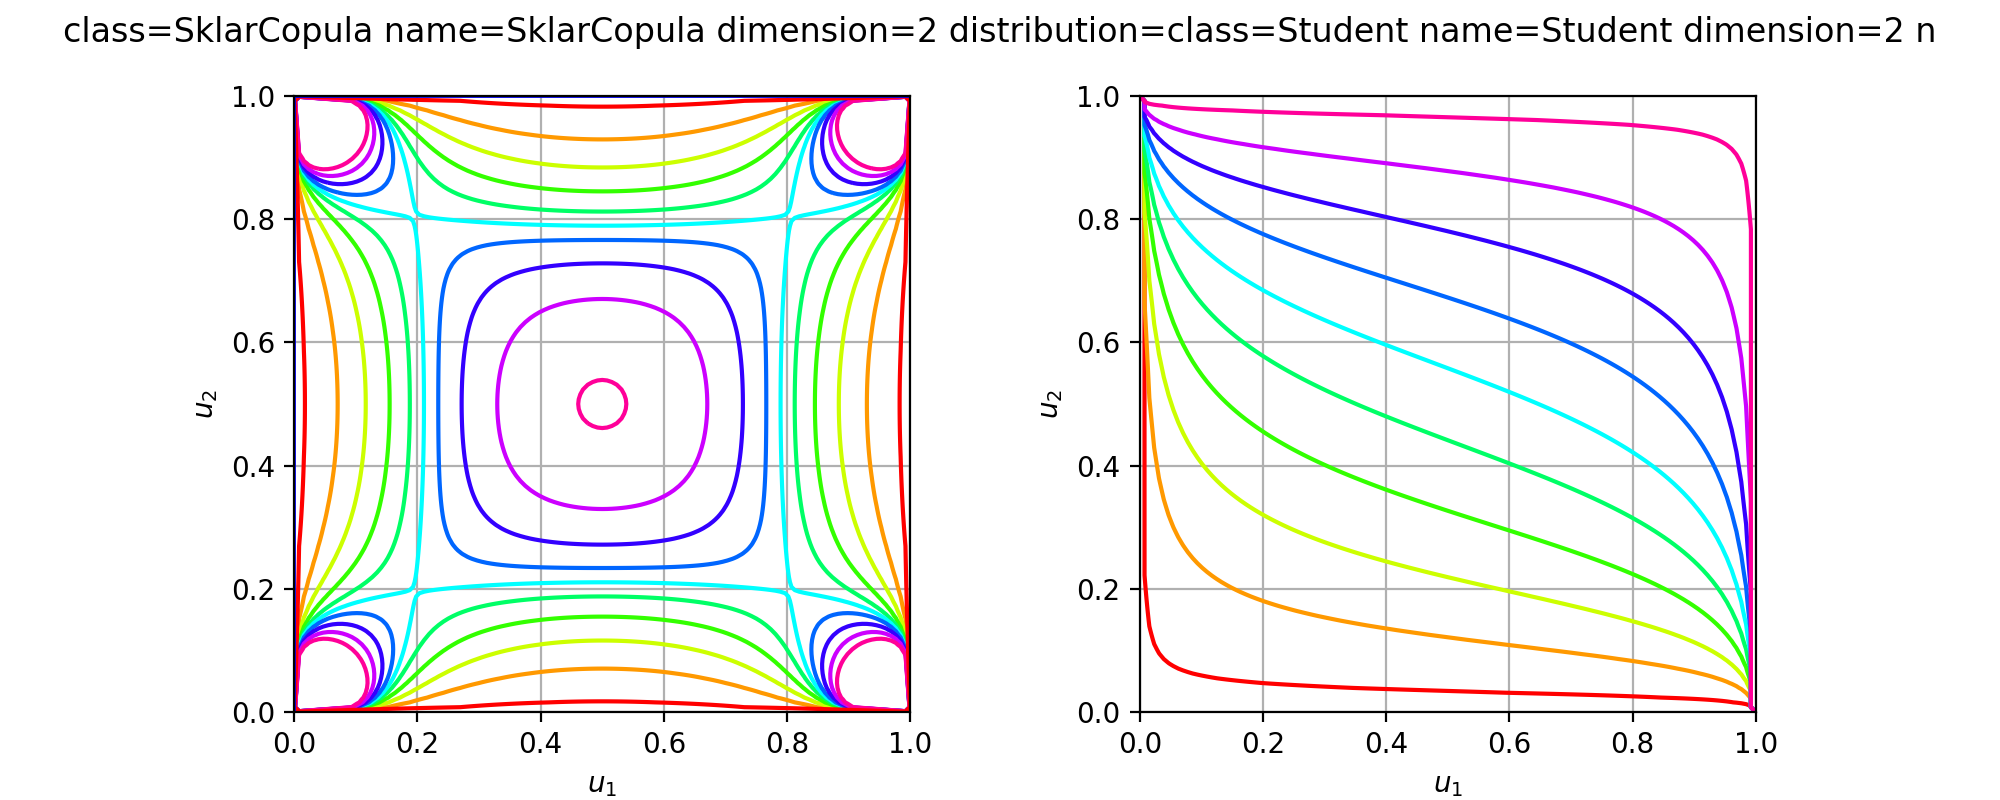 class=SklarCopula name=SklarCopula dimension=2 distribution=class=Student name=Student dimension=2 n
1.0
0.8
0.6
0.4
0.2
0.0
u2
0.0 0.2 0.4 0.6 0.8 1.0
u1
1.0
0.8
0.6
0.4
0.2
0.0
u2
0.0 0.2 0.4 0.6 0.8 1.0
u1